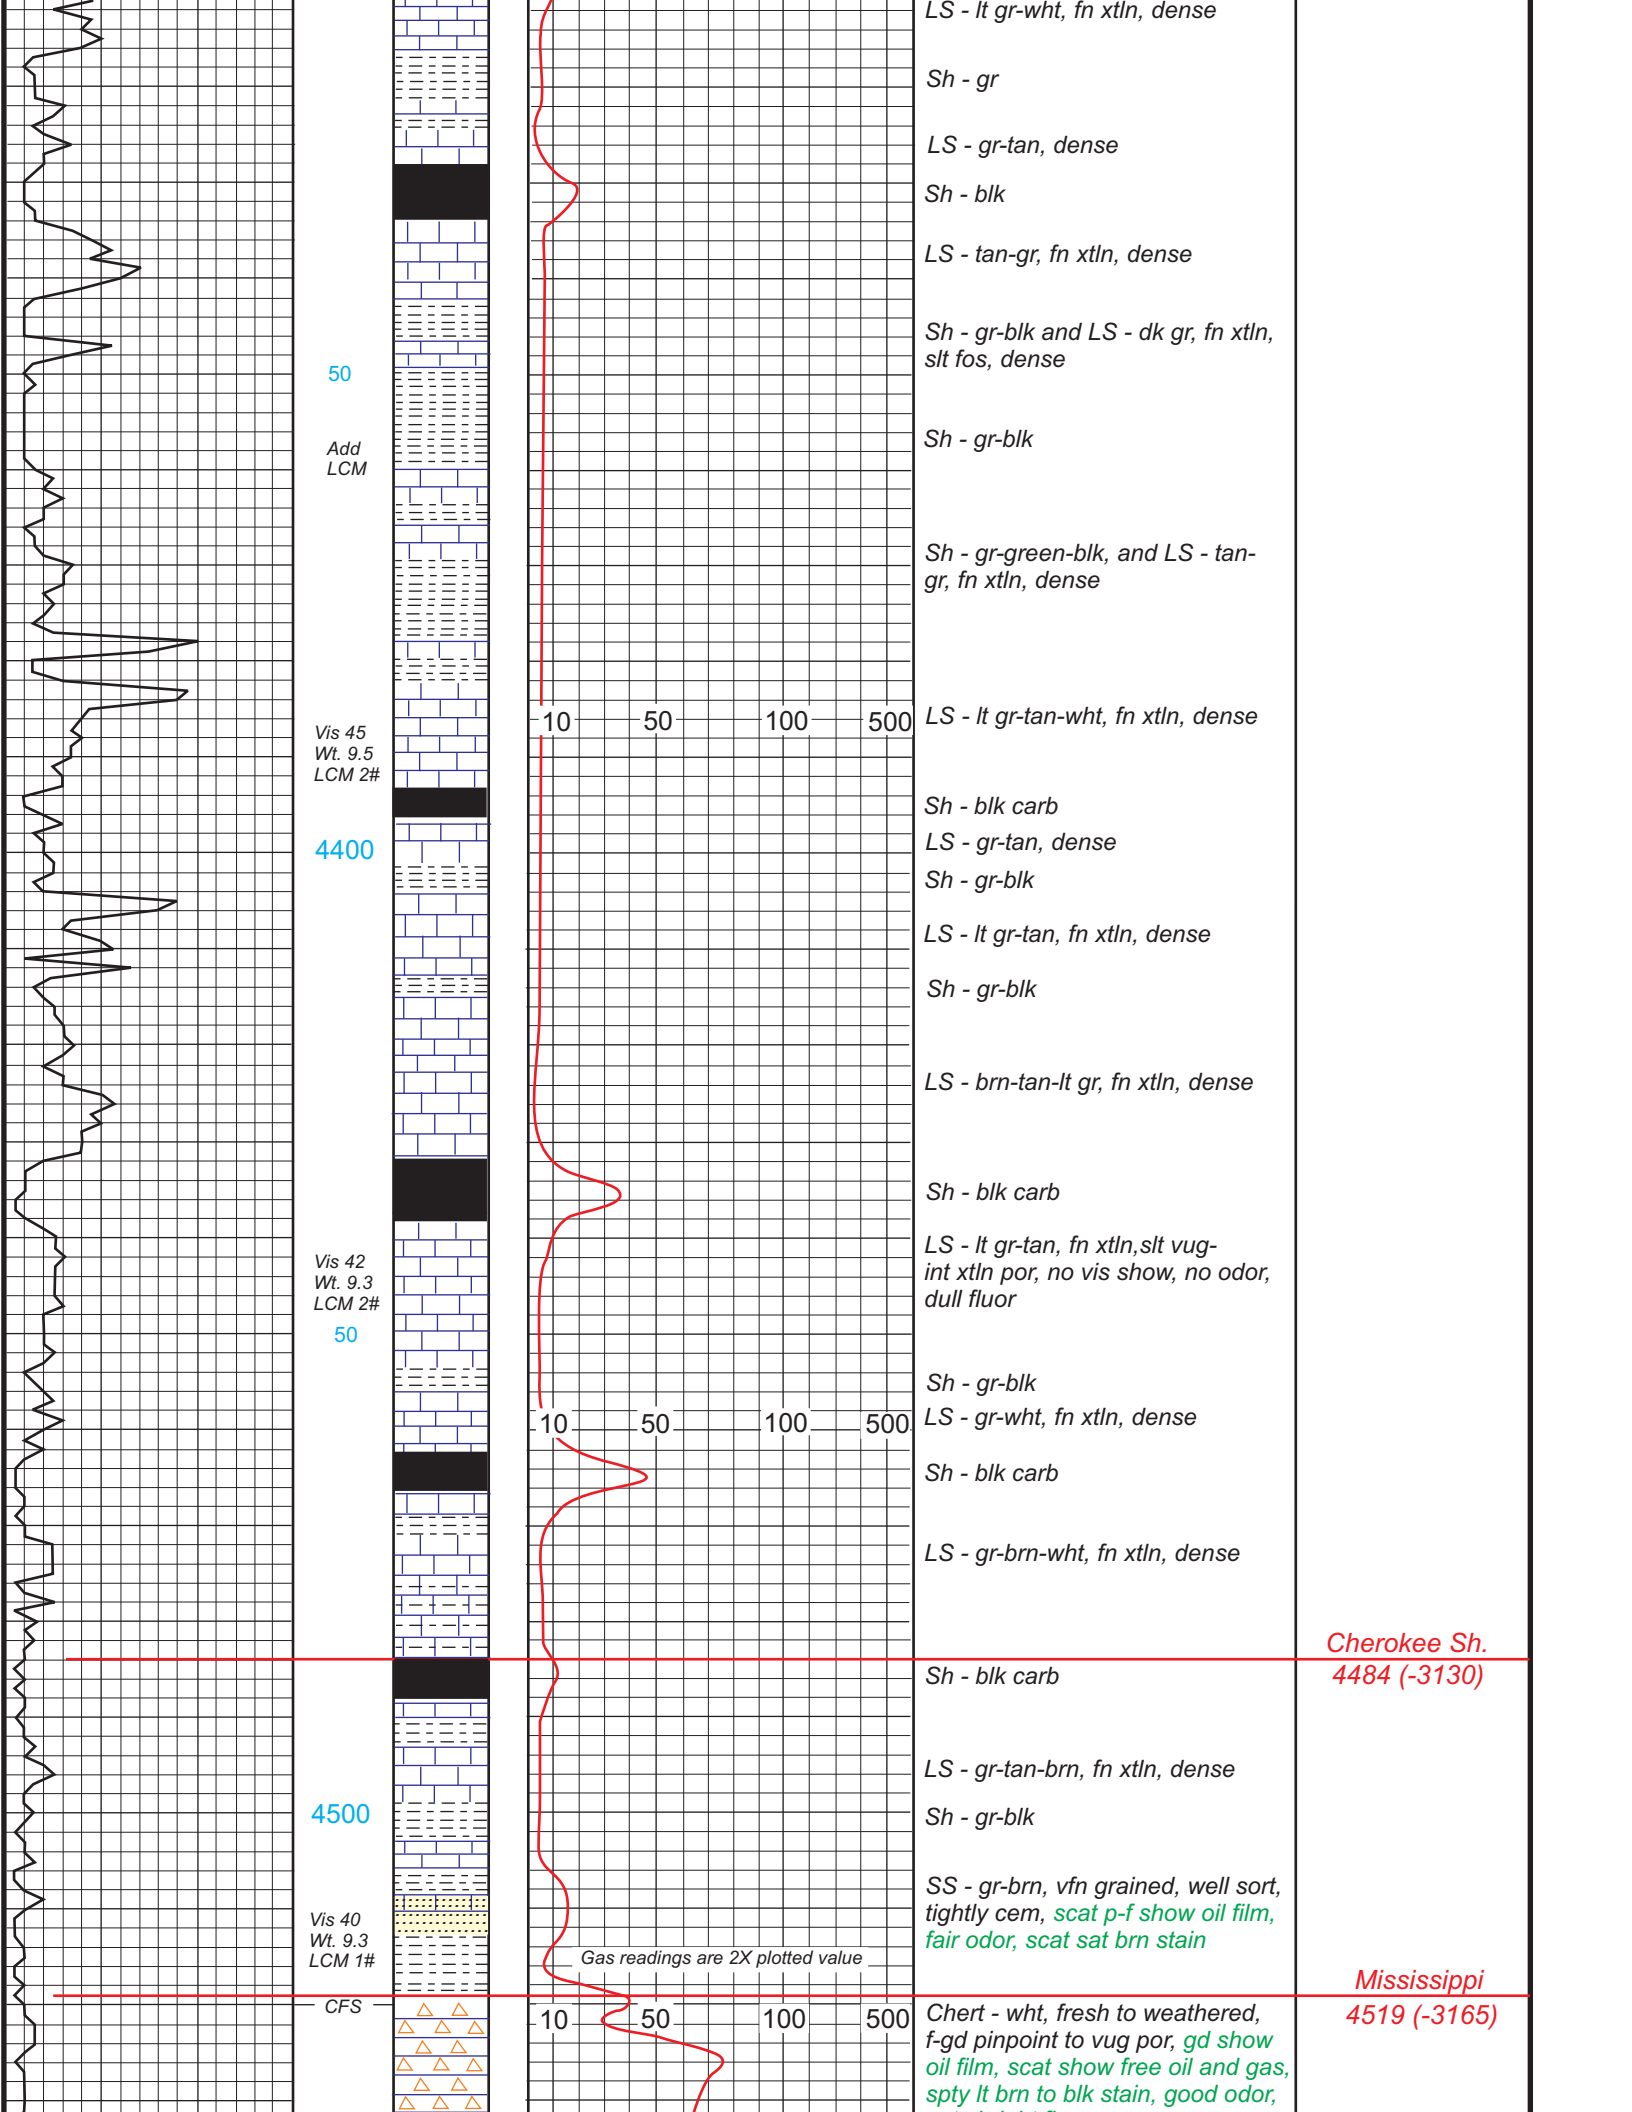 LS - lt gr-wht, fn xtln, dense
Sh - gr
LS - gr-tan, dense
Sh - blk
LS - tan-gr, fn xtln, dense
Sh - gr-blk and LS - dk gr, fn xtln,
slt fos, dense
50
Sh - gr-blk
Add
LCM
Sh - gr-green-blk, and LS - tan-
gr, fn xtln, dense
10 50 100 500
LS - lt gr-tan-wht, fn xtln, dense
Vis 45
Wt. 9.5
LCM 2#
Sh - blk carb
LS - gr-tan, dense
4400
Sh - gr-blk
LS - lt gr-tan, fn xtln, dense
Sh - gr-blk
LS - brn-tan-lt gr, fn xtln, dense
Sh - blk carb
LS - lt gr-tan, fn xtln,slt vug-
int xtln por, no vis show, no odor,
dull fluor
Vis 42
Wt. 9.3
LCM 2#
50
Sh - gr-blk
10 50 100 500
LS - gr-wht, fn xtln, dense
Sh - blk carb
LS - gr-brn-wht, fn xtln, dense
Cherokee Sh.
4484 (-3130)
Sh - blk carb
LS - gr-tan-brn, fn xtln, dense
4500
Sh - gr-blk
SS - gr-brn, vfn grained, well sort,
tightly cem, scat p-f show oil film,
fair odor, scat sat brn stain
Vis 40
Wt. 9.3
LCM 1#
Gas readings are 2X plotted value
Mississippi
4519 (-3165)
CFS
10 50 100 500
Chert - wht, fresh to weathered,
f-gd pinpoint to vug por, gd show
oil film, scat show free oil and gas,
spty lt brn to blk stain, good odor,